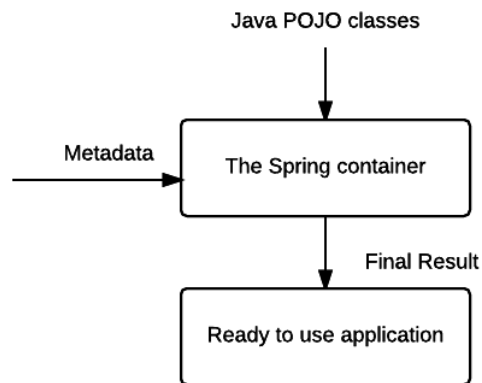 Java POJO classes
Metadata
The Spring container
Final Result
Ready to use application